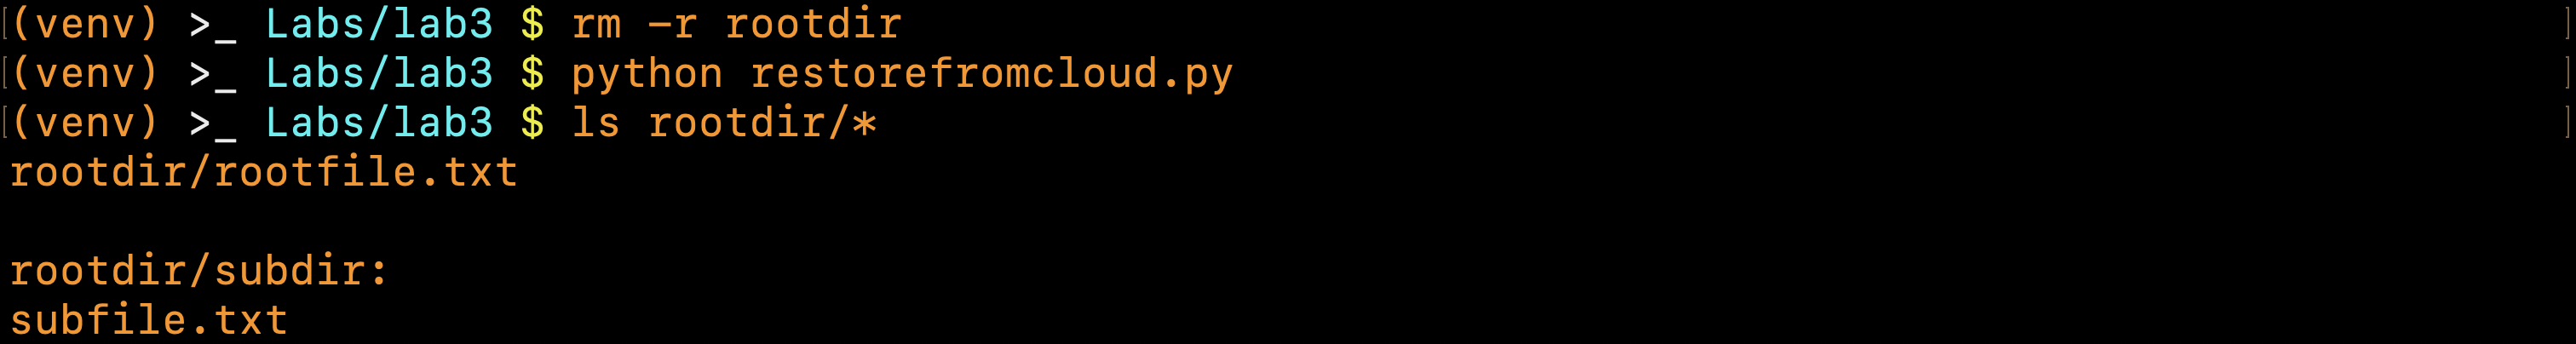 [(venv) >_ Labs/lab3 $ rm -r rootdir ]
[(venv) >_ Labs/lab3 $ python restorefromcloud.py ]
[(venv) >_ Labs/lab3 $ ls rootdir/* ]
rootdir/rootfile.txt
rootdir/subdir:
subfile.txt